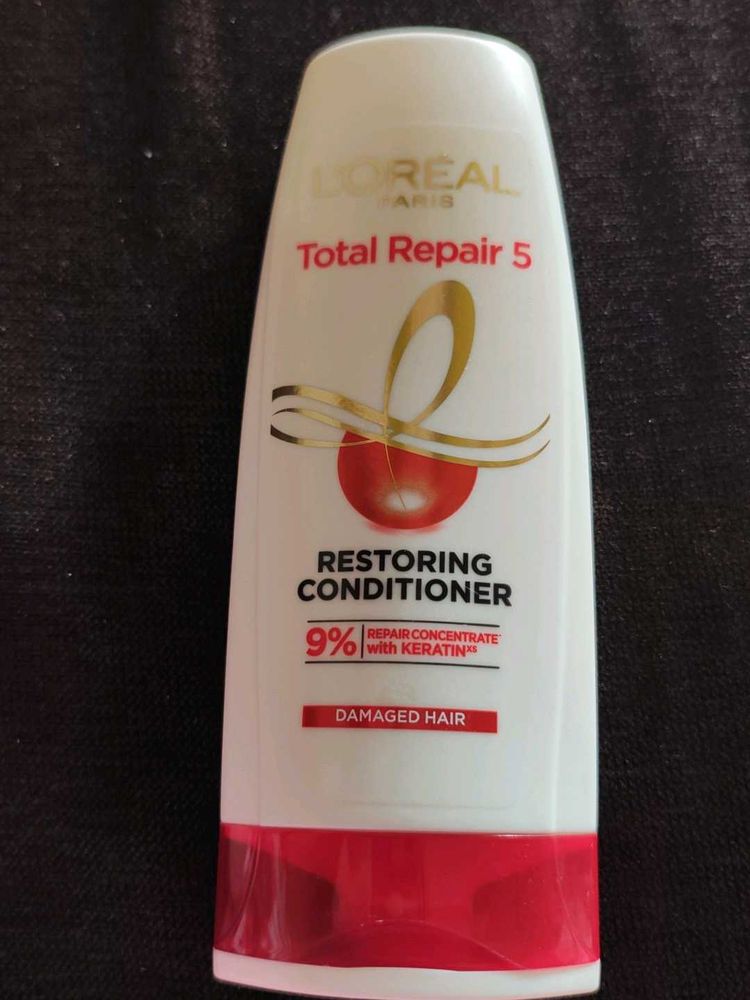 L'ORÉAL
PARIS
Total Repair 5
RESTORING
CONDITIONER
9% REPAIR CONCENTRATE*
with KERATINXS
DAMAGED HAIR